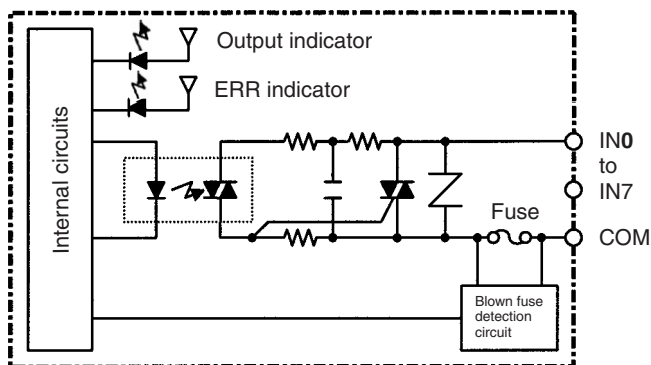 Output indicator
ERR indicator
Internal circuits
IN0
to
IN7
Fuse
COM
Blown fuse
detection
circuit